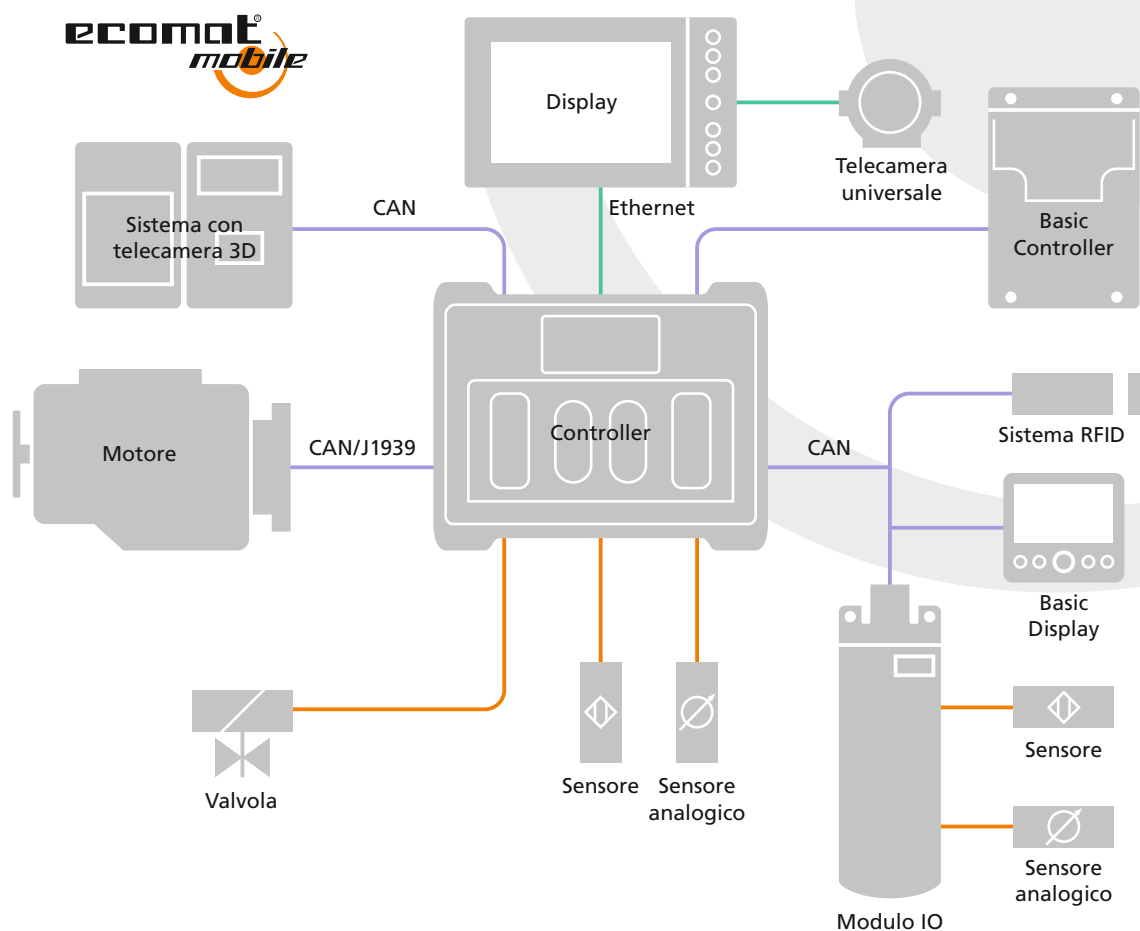 ecomat®
mobile
Display
Telecamera
universale
CAN
Ethernet
Sistema con
telecamera 3D
Basic
Controller
Motore
CAN/J1939
Controller
CAN
Sistema RFID
Basic
Display
Valvola
Sensore
Sensore
analogico
Sensore
Sensore
analogico
Modulo IO